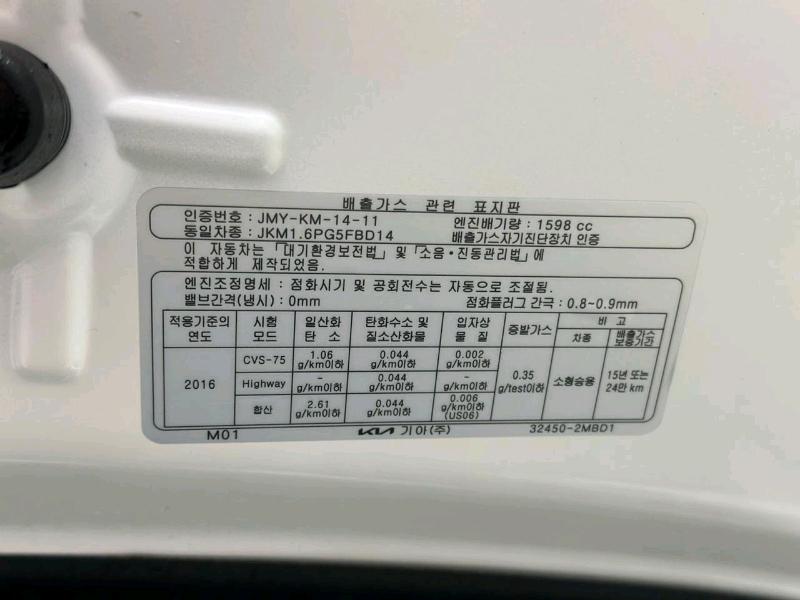 배출가스 관련 표지판
인증번호 : JMY-KM-14-11 엔진배기량 : 1598 cc
동일차종 : JKM1.6PG5FBD14 배출가스자기진단장치 인증
이 자동차는 「대기환경보전법」 및 「소음·진동관리법」에
적합하게 제작되었음.
엔진조정명세 : 점화시기 및 공회전수는 자동으로 조절됨.
밸브간격(냉시) : 0mm 점화플러그 간극 : 0.8~0.9mm
적용기준의 연도 시험 모드 일산화 탄소 탄화수소 및 질소산화물 입자상 물질 증발가스 비고
차종 배출가스 보증기간
2016 CVS-75 1.06 g/km이하 0.044 g/km이하 0.002 g/km이하 0.35 g/test이하 소형승용 15년 또는 24만 km
Highway - g/km이하 0.044 g/km이하 - g/km이하
합산 2.61 g/km이하 0.044 g/km이하 0.006 g/km이하 (US06)
M01 KIA 기아(주) 32450-2MBD1